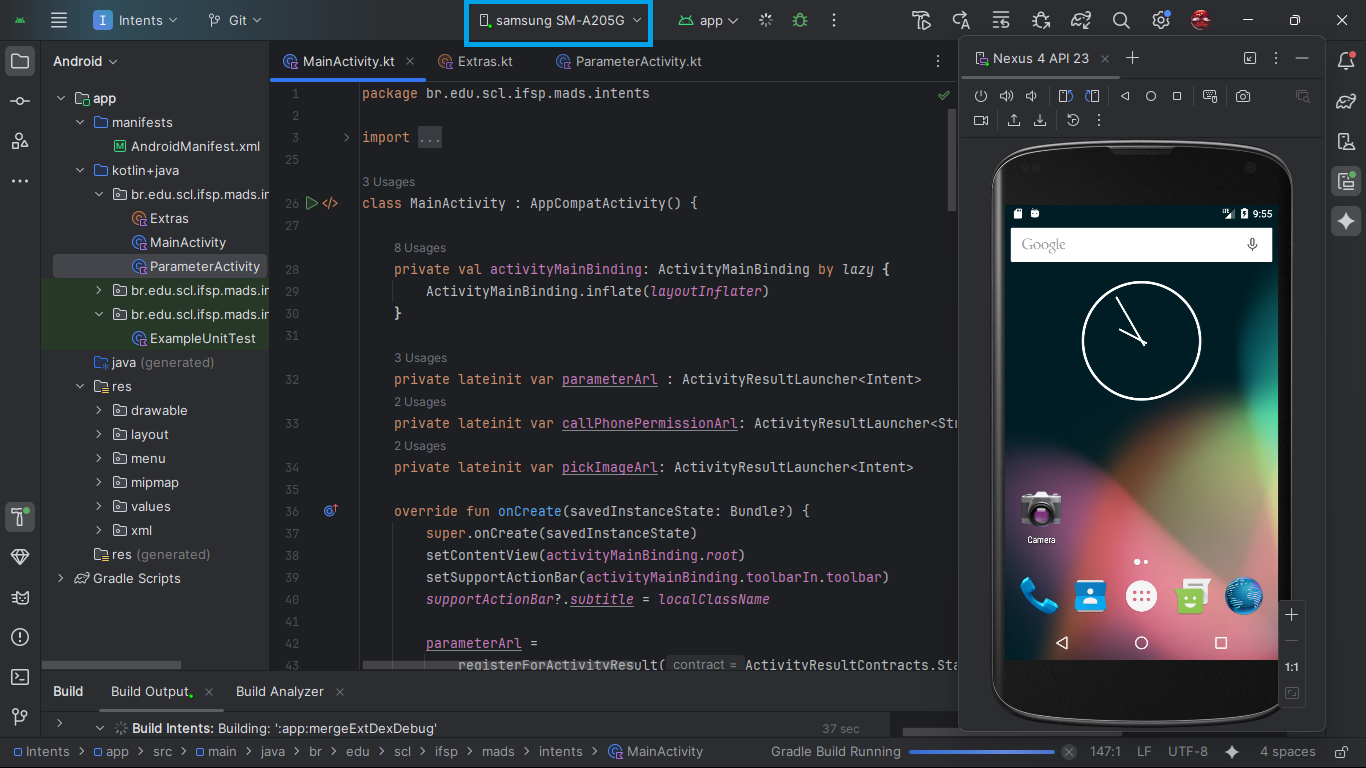 I Intents Git samsung SM-A205G app
Android
app
manifests
M AndroidManifest.xml
kotlin+java
br.edu.scl.ifsp.mads.in
Extras
MainActivity
ParameterActivity
br.edu.scl.ifsp.mads.in
br.edu.scl.ifsp.mads.in
ExampleUnitTest
java (generated)
res
drawable
layout
menu
mipmap
values
xml
res (generated)
Gradle Scripts
MainActivity.kt Extras.kt ParameterActivity.kt
1 package br.edu.scl.ifsp.mads.intents
2
3 import ...
25
3 Usages
26 class MainActivity : AppCompatActivity() {
27
8 Usages
28 private val activityMainBinding: ActivityMainBinding by lazy {
29 ActivityMainBinding.inflate(layoutInflater)
30 }
31
3 Usages
32 private lateinit var parameterArl : ActivityResultLauncher<Intent>
2 Usages
33 private lateinit var callPhonePermissionArl: ActivityResultLauncher<Str
2 Usages
34 private lateinit var pickImageArl: ActivityResultLauncher<Intent>
35
36 override fun onCreate(savedInstanceState: Bundle?) {
37 super.onCreate(savedInstanceState)
38 setContentView(activityMainBinding.root)
39 setSupportActionBar(activityMainBinding.toolbarIn.toolbar)
40 supportActionBar?.subtitle = localClassName
41
42 parameterArl =
43 registerForActivityResult( contract = ActivityResultContracts.Sta
Nexus 4 API 23
LTE 9:55
Google
Camera
1:1
Build Build Output Build Analyzer
Build Intents: Building: ':app:mergeExtDexDebug' 37 sec
Intents > app > src > main > java > br > edu > scl > ifsp > mads > intents > MainActivity Gradle Build Running 147:1 LF UTF-8 4 spaces